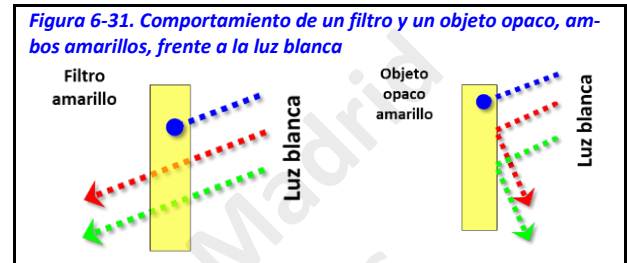 Figura 6-31. Comportamiento de un filtro y un objeto opaco, am-
bos amarillos, frente a la luz blanca
Filtro
amarillo
Luz blanca
Objeto
opaco
amarillo
Luz blanca
Madrid